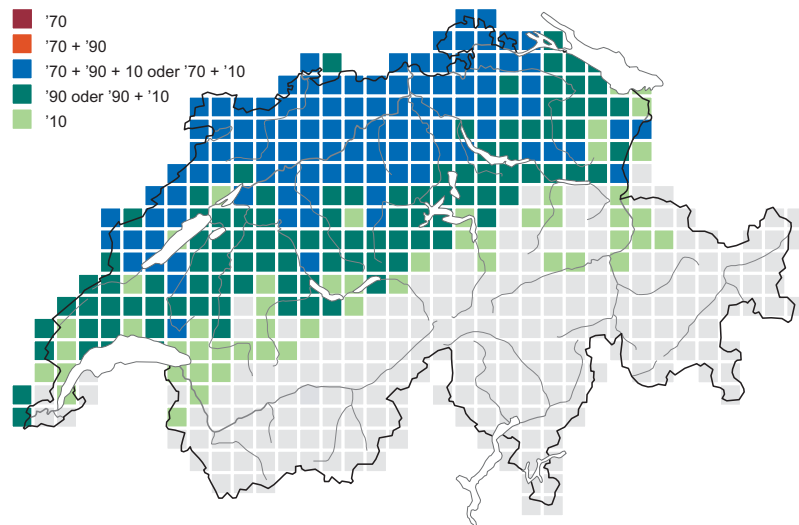 ’70
’70 + ’90
’70 + ’90 + 10 oder ’70 + ’10
’90 oder ’90 + ’10
’10